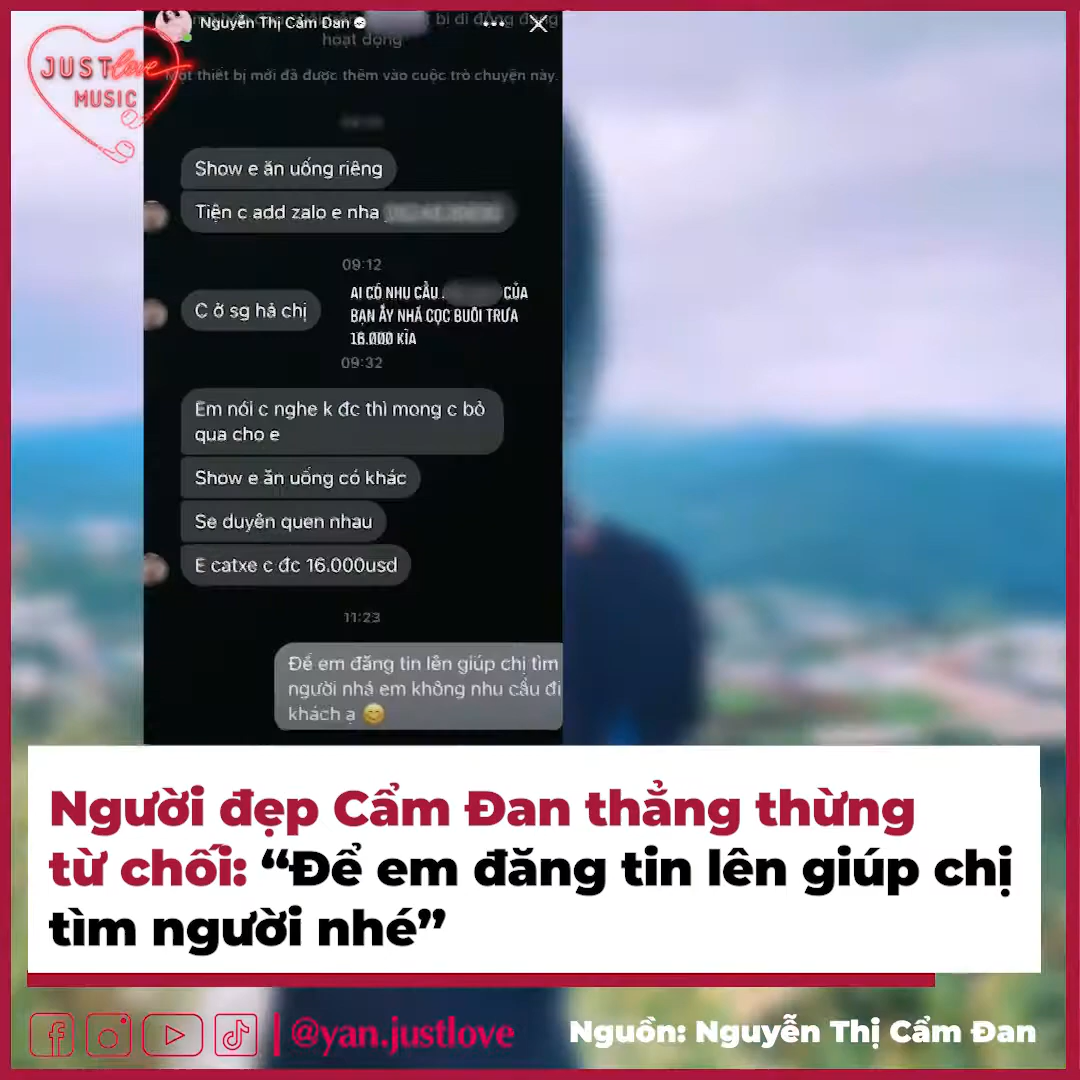 Nguyễn Thị Cẩm Đan
bị di động đang
hoạt động
Một thiết bị mới đã được thêm vào cuộc trò chuyện này.
JUST love
MUSIC
Show e ăn uống riêng
Tiện c add zalo e nha
09:12
C ở sg hả chị
AI CÓ NHU CẦU CỦA
BẠN ẤY NHÁ CỌC BUỔI TRƯA
16.000 KÌA
09:32
Em nói c nghe k đc thì mong c bỏ
qua cho e
Show e ăn uống có khác
Se duyên quen nhau
E catxe c đc 16.000usd
11:23
Để em đăng tin lên giúp chị tìm
người nhá em không nhu cầu đi
khách ạ 😊
Người đẹp Cẩm Đan thẳng thừng
từ chối: “Để em đăng tin lên giúp chị
tìm người nhé”
@yan.justlove
Nguồn: Nguyễn Thị Cẩm Đan